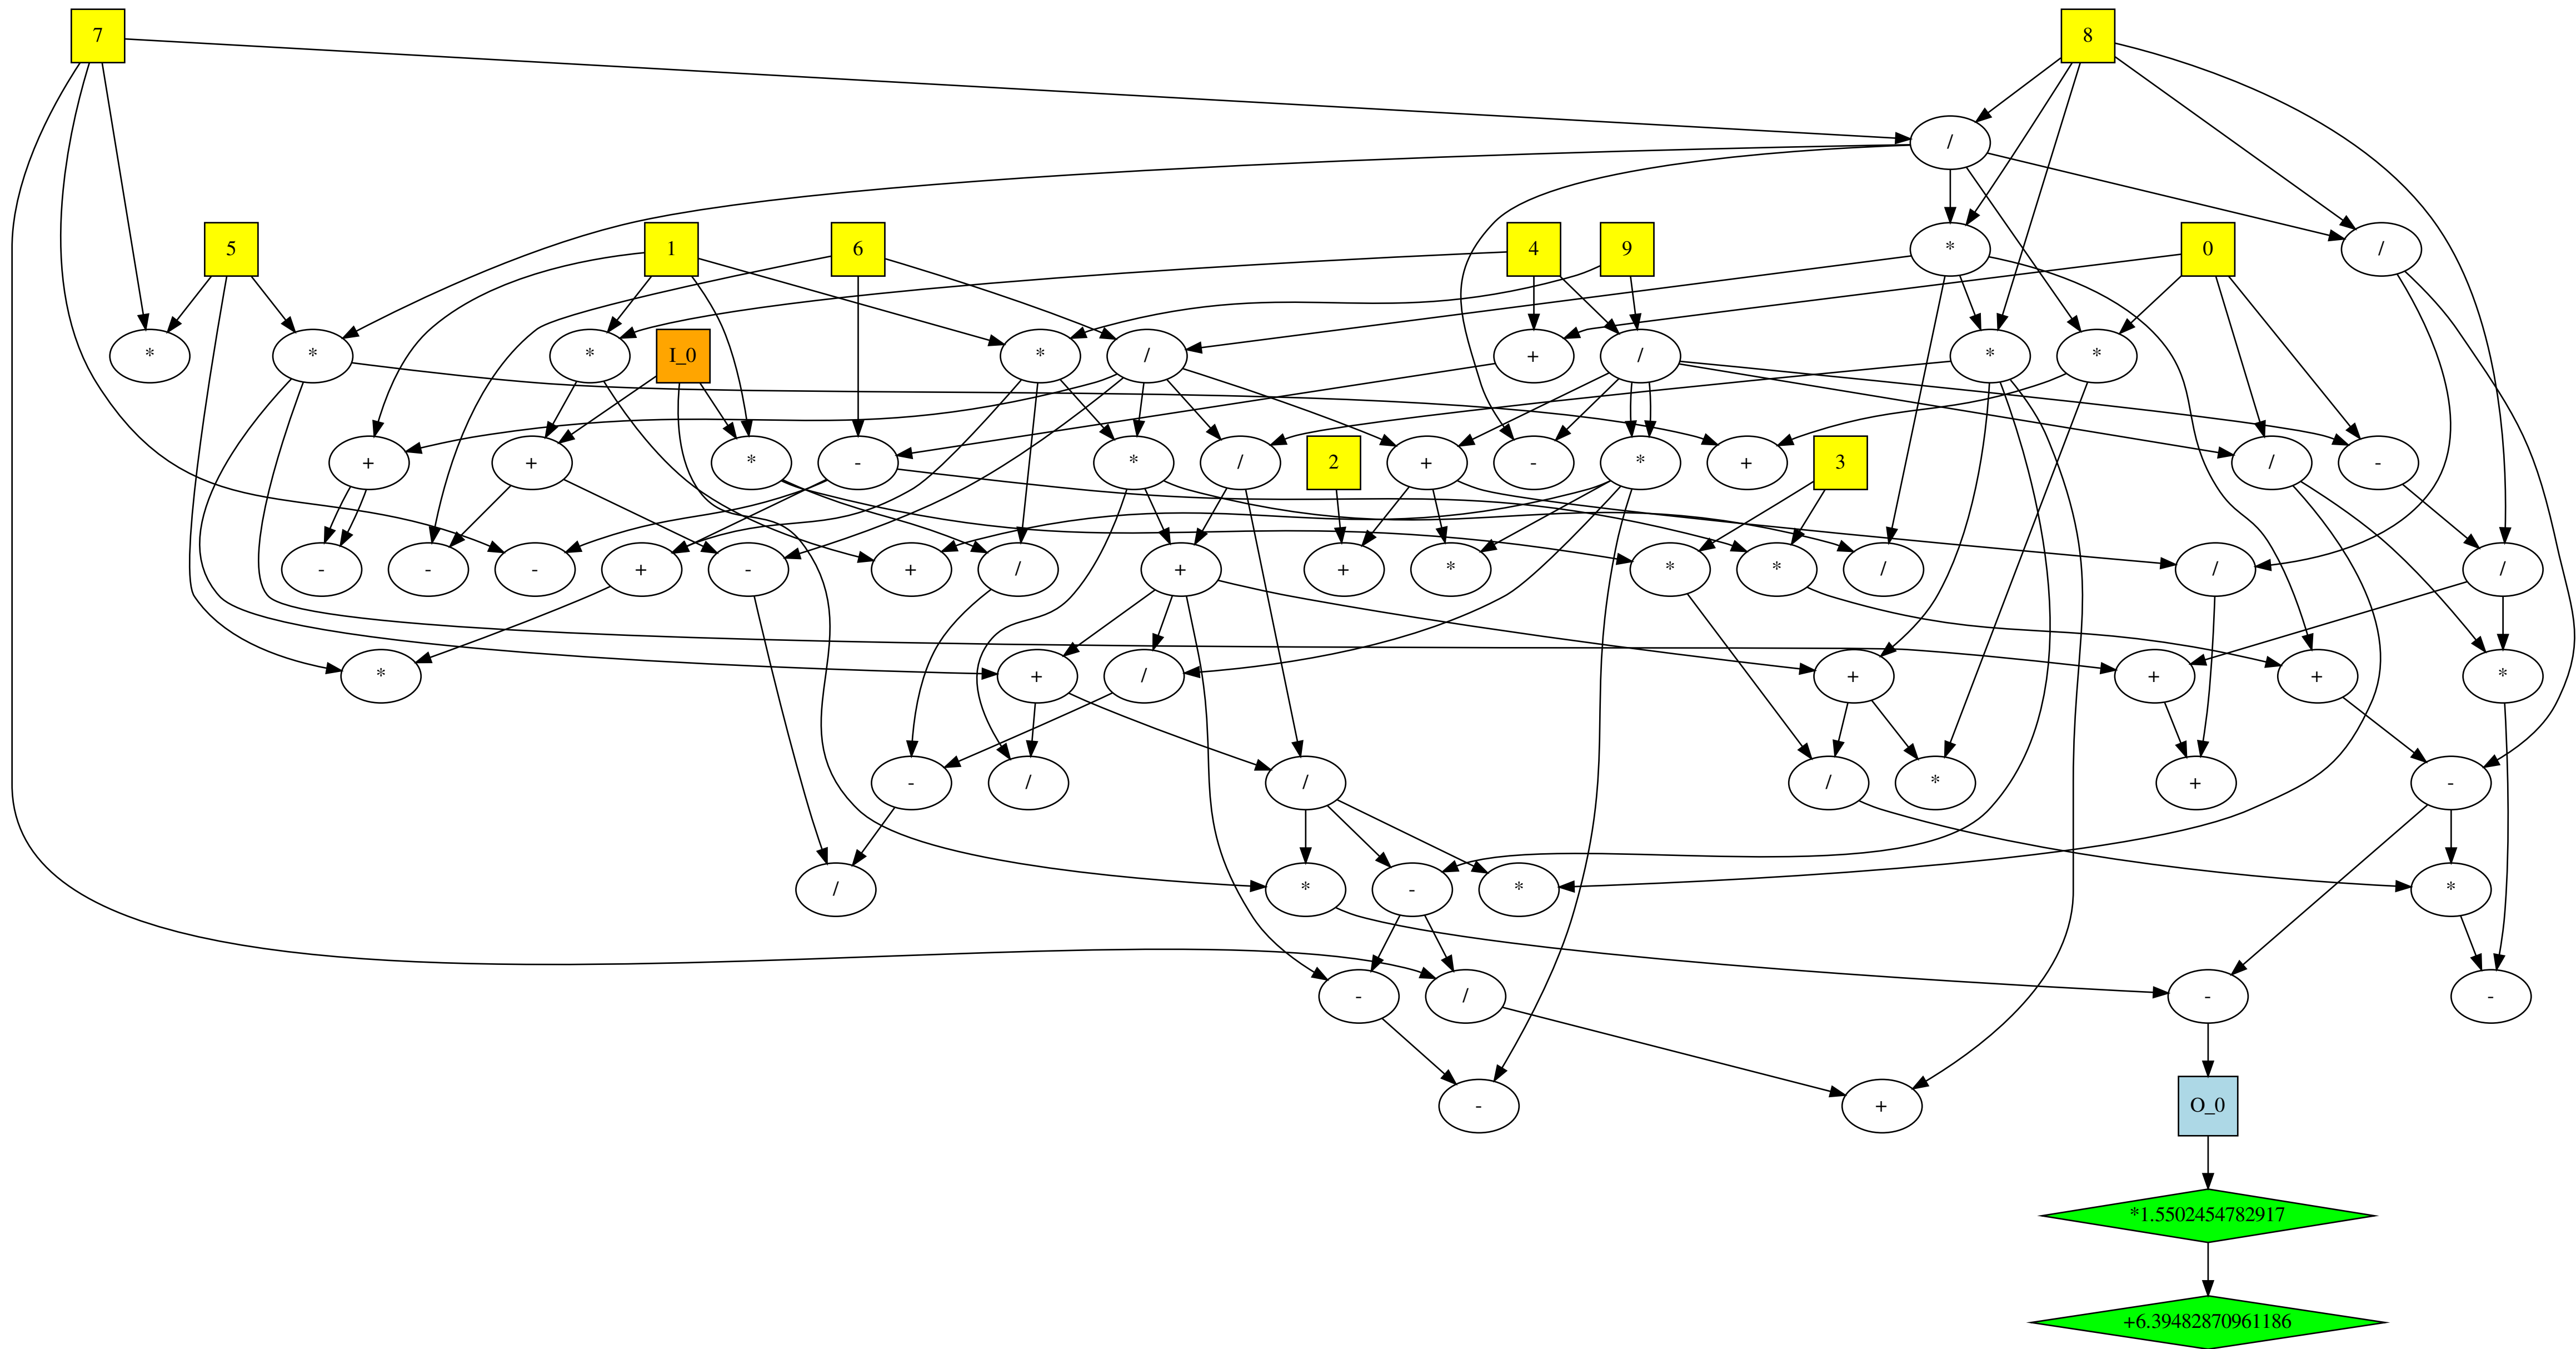 7 8
/
5 1 6 4 9 * 0 /
* * * I_0 * / + / * *
+ + * - * / 2 + - * + 3 / -
- - - + - + / + + * * * / / /
* + / + + + *
- / / / * + -
/ * - * *
- / - -
- + O_0
*1.5502454782917
+6.39482870961186